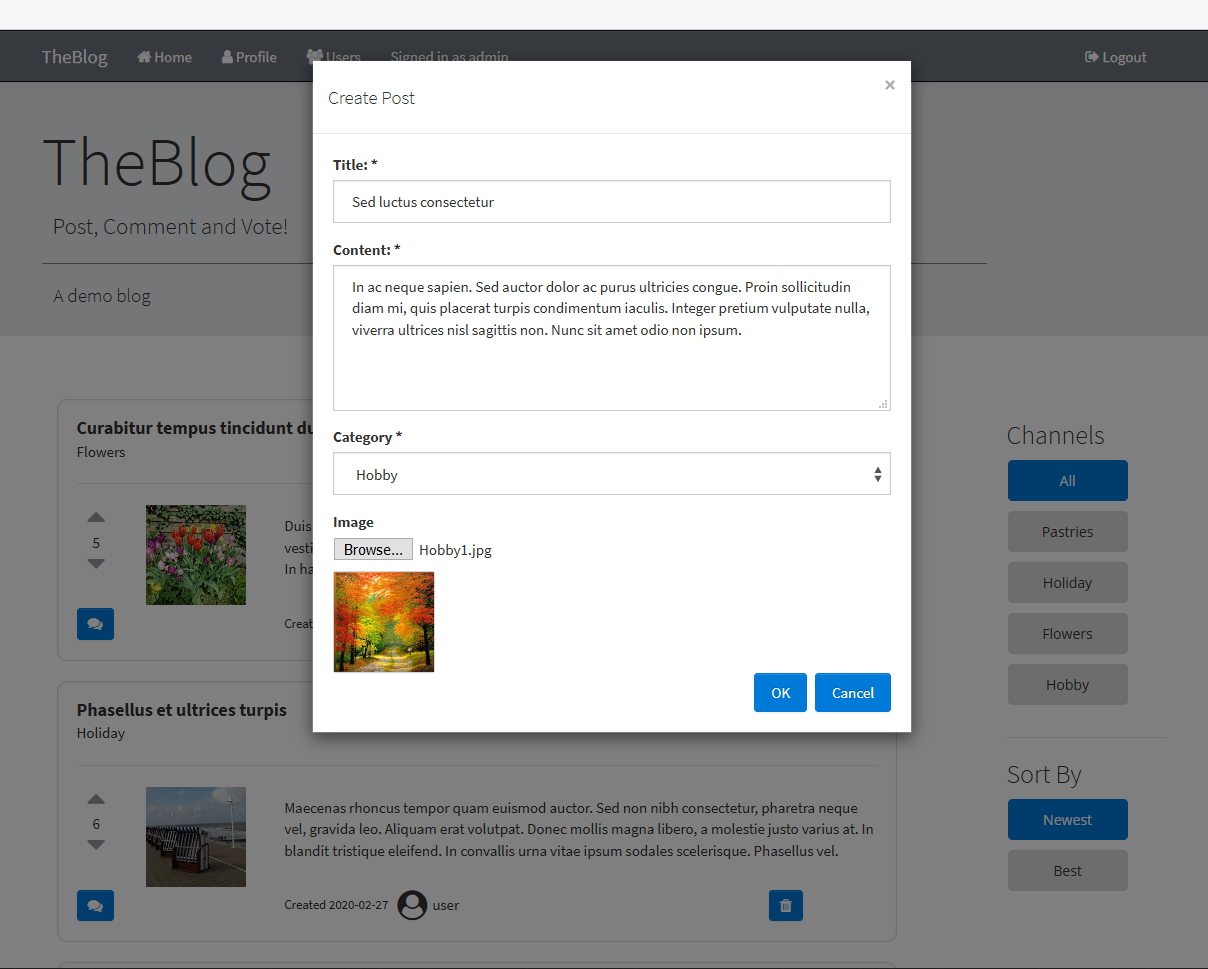 TheBlog Home Profile Users Signed in as admin Logout
Create Post ×
TheBlog
Post, Comment and Vote!
A demo blog
Title: *
Sed luctus consectetur
Content: *
In ac neque sapien. Sed auctor dolor ac purus ultricies congue. Proin sollicitudin
diam mi, quis placerat turpis condimentum iaculis. Integer pretium vulputate nulla,
viverra ultrices nisl sagittis non. Nunc sit amet odio non ipsum.
Category *
Hobby
Image
Browse... Hobby1.jpg
OK Cancel
Curabitur tempus tincidunt du
Flowers
5
Duis
vesti
In ha
Creat
Phasellus et ultrices turpis
Holiday
6
Maecenas rhoncus tempor quam euismod auctor. Sed non nibh consectetur, pharetra neque
vel, gravida leo. Aliquam erat volutpat. Donec mollis magna libero, a molestie justo varius at. In
blandit tristique eleifend. In convallis urna vitae ipsum sodales scelerisque. Phasellus vel.
Created 2020-02-27 user
Channels
All
Pastries
Holiday
Flowers
Hobby
Sort By
Newest
Best